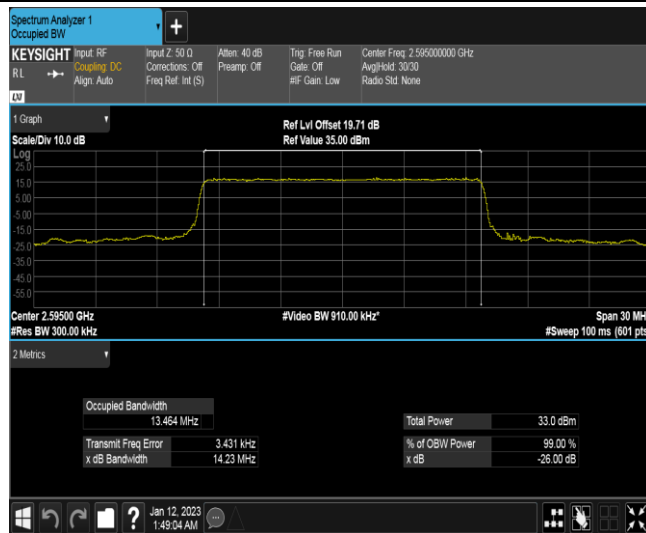 Spectrum Analyzer 1
Occupied BW
+
KEYSIGHT
RL
Input: RF
Coupling: DC
Align: Auto
Input Z: 50 Ω
Corrections: Off
Freq Ref: Int (S)
Atten: 40 dB
Preamp: Off
Trig: Free Run
Gate: Off
#IF Gain: Low
Center Freq: 2.595000000 GHz
Avg|Hold: 30/30
Radio Std: None
1 Graph
Scale/Div 10.0 dB
Ref Lvl Offset 19.71 dB
Ref Value 35.00 dBm
Log
25.0
15.0
5.00
-5.00
-15.0
-25.0
-35.0
-45.0
-55.0
Center 2.59500 GHz
#Video BW 910.00 kHz*
Span 30 MH
#Res BW 300.00 kHz
#Sweep 100 ms (601 pts
2 Metrics
Occupied Bandwidth
13.464 MHz
Total Power 33.0 dBm
Transmit Freq Error 3.431 kHz
% of OBW Power 99.00 %
x dB Bandwidth 14.23 MHz
x dB -26.00 dB
?
Jan 12, 2023
1:49:04 AM